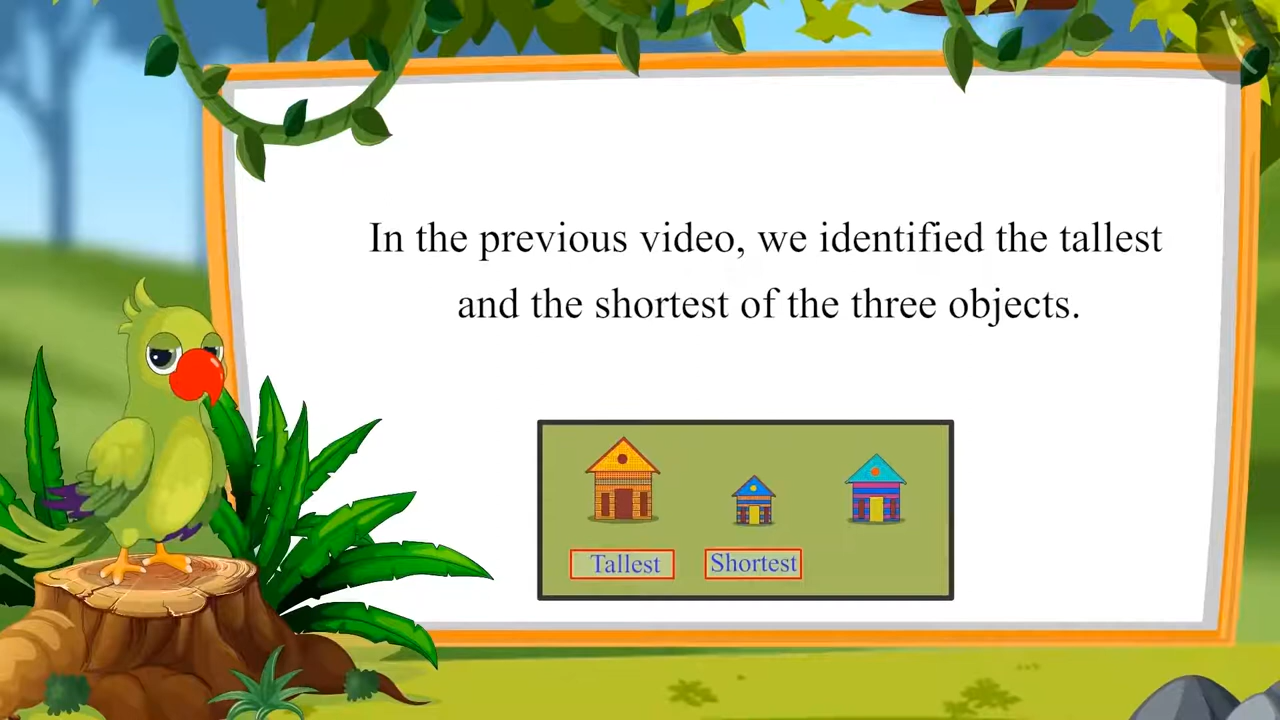 In the previous video, we identified the tallest
and the shortest of the three objects.
Tallest
Shortest